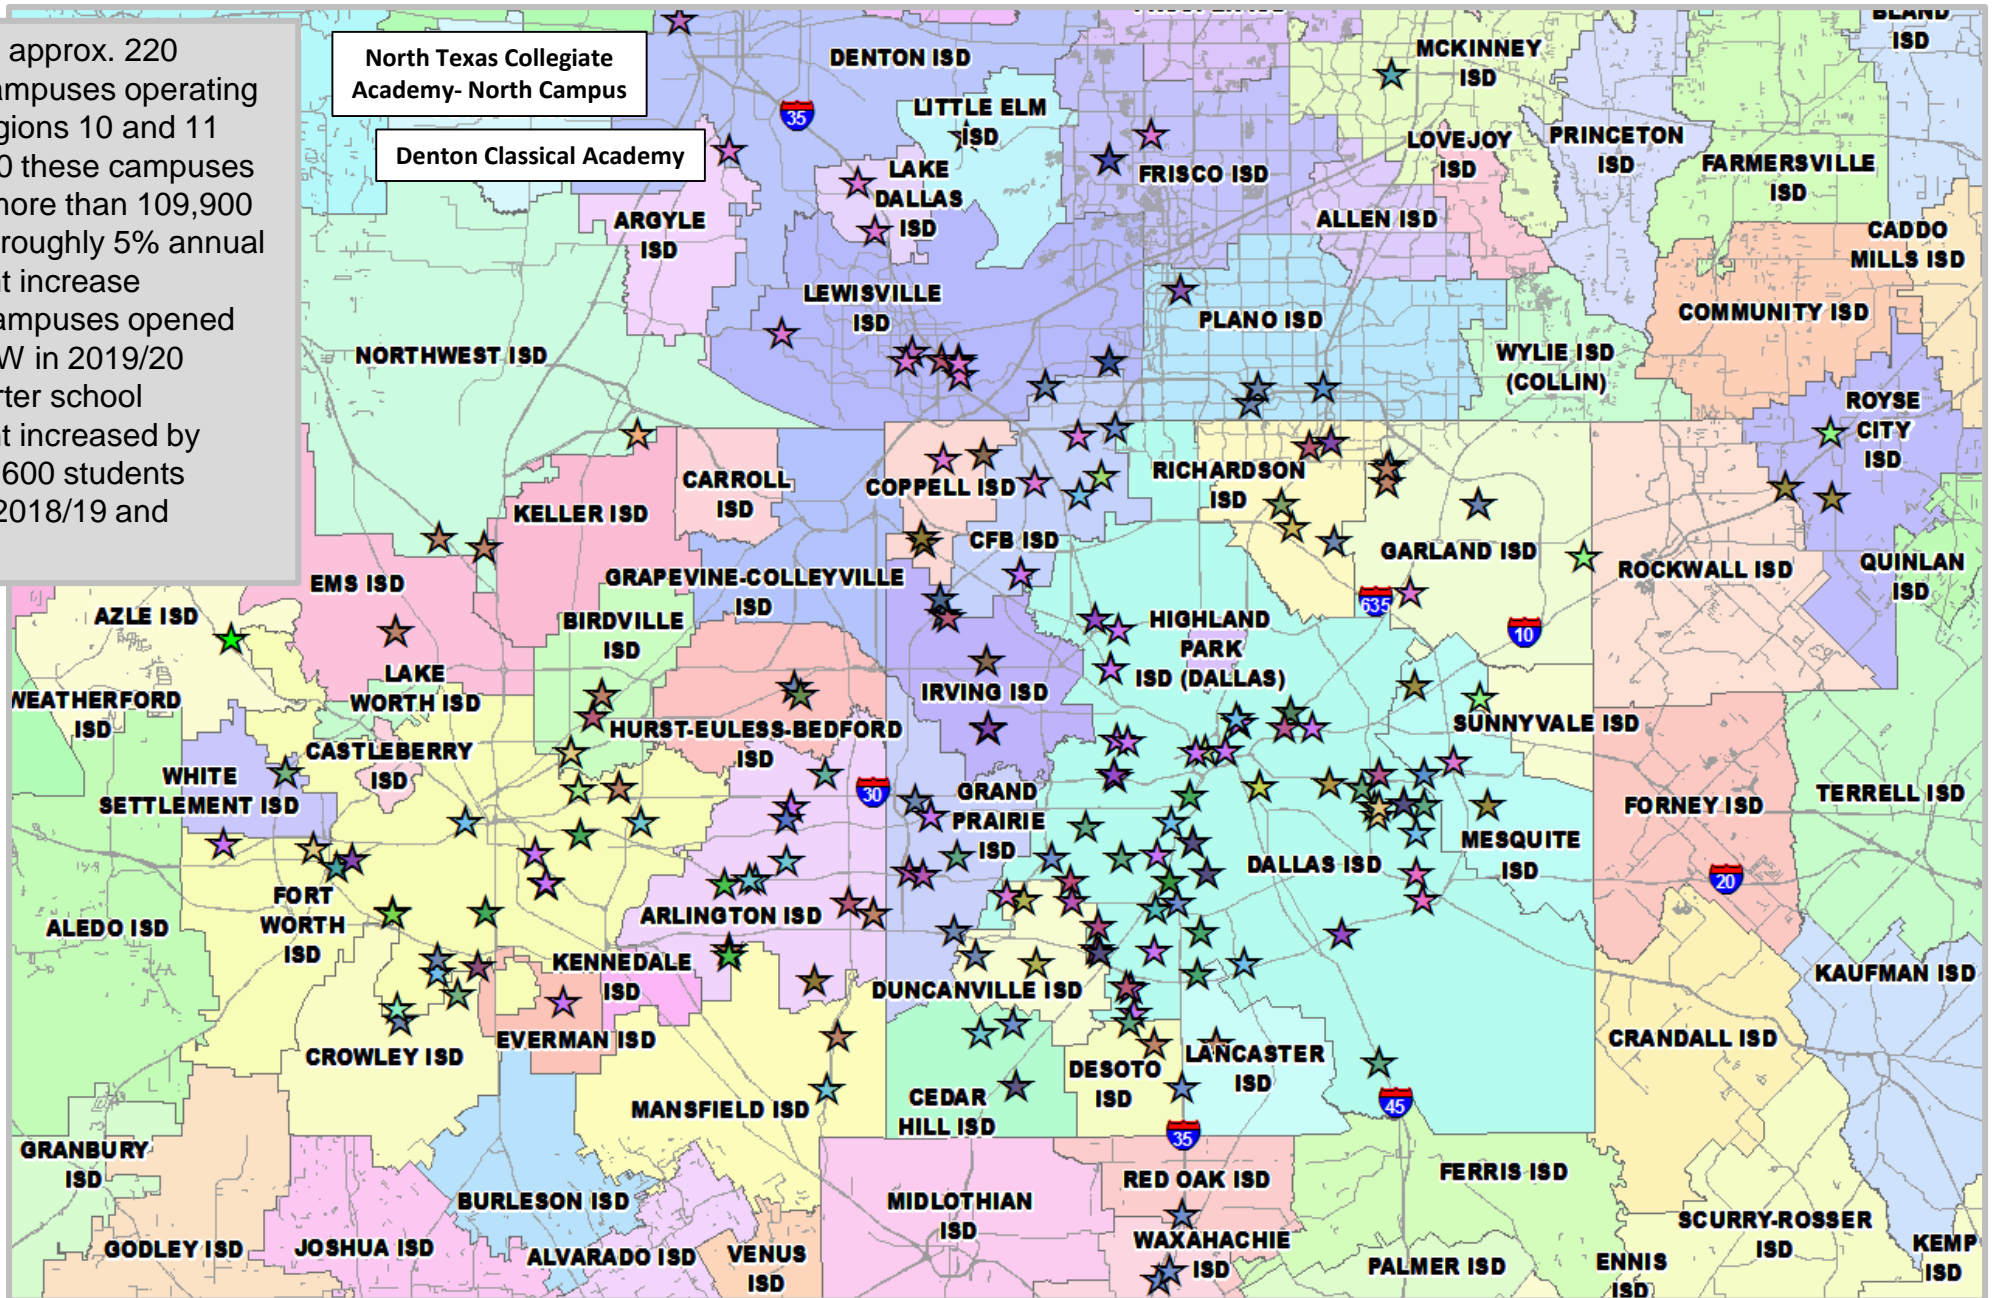 approx. 220
ampuses operating
gions 10 and 11
0 these campuses
more than 109,900
roughly 5% annual
nt increase
ampuses opened
W in 2019/20
rter school
nt increased by
600 students
2018/19 and
North Texas Collegiate
Academy- North Campus
Denton Classical Academy
DENTON ISD
MCKINNEY
ISD
BLAND
ISD
35
LITTLE ELM
ISD
LAKE
DALLAS
ISD
FRISCO ISD
LOVEJOY
ISD
PRINCETON
ISD
FARMERSVILLE
ISD
ARGYLE
ISD
ALLEN ISD
CADDO
MILLS ISD
LEWISVILLE
ISD
PLANO ISD
COMMUNITY ISD
NORTHWEST ISD
WYLIE ISD
(COLLIN)
ROYSE
CITY
ISD
CARROLL
ISD
COPPELL ISD
RICHARDSON
ISD
KELLER ISD
CFB ISD
GARLAND ISD
ROCKWALL ISD
QUINLAN
ISD
EMS ISD
GRAPEVINE-COLLEYVILLE
ISD
AZLE ISD
BIRDVILLE
ISD
635
10
HIGHLAND
PARK
ISD (DALLAS)
LAKE
WORTH ISD
IRVING ISD
WEATHERFORD
ISD
HURST-EULESS-BEDFORD
ISD
SUNNYVALE ISD
CASTLEBERRY
ISD
WHITE
SETTLEMENT ISD
30
GRAND
PRAIRIE
ISD
FORNEY ISD
TERRELL ISD
MESQUITE
ISD
DALLAS ISD
20
FORT
WORTH
ISD
ARLINGTON ISD
ALEDO ISD
KENNEDALE
ISD
DUNCANVILLE ISD
KAUFMAN ISD
EVERMAN ISD
CROWLEY ISD
CRANDALL ISD
DESOTO
ISD
LANCASTER
ISD
MANSFIELD ISD
CEDAR
HILL ISD
45
35
GRANBURY
ISD
RED OAK ISD
FERRIS ISD
BURLESON ISD
MIDLOTHIAN
ISD
SCURRY-ROSSER
ISD
GODLEY ISD
JOSHUA ISD
ALVARADO ISD
VENUS
ISD
WAXAHACHIE
ISD
PALMER ISD
ENNIS
ISD
KEMP
ISD